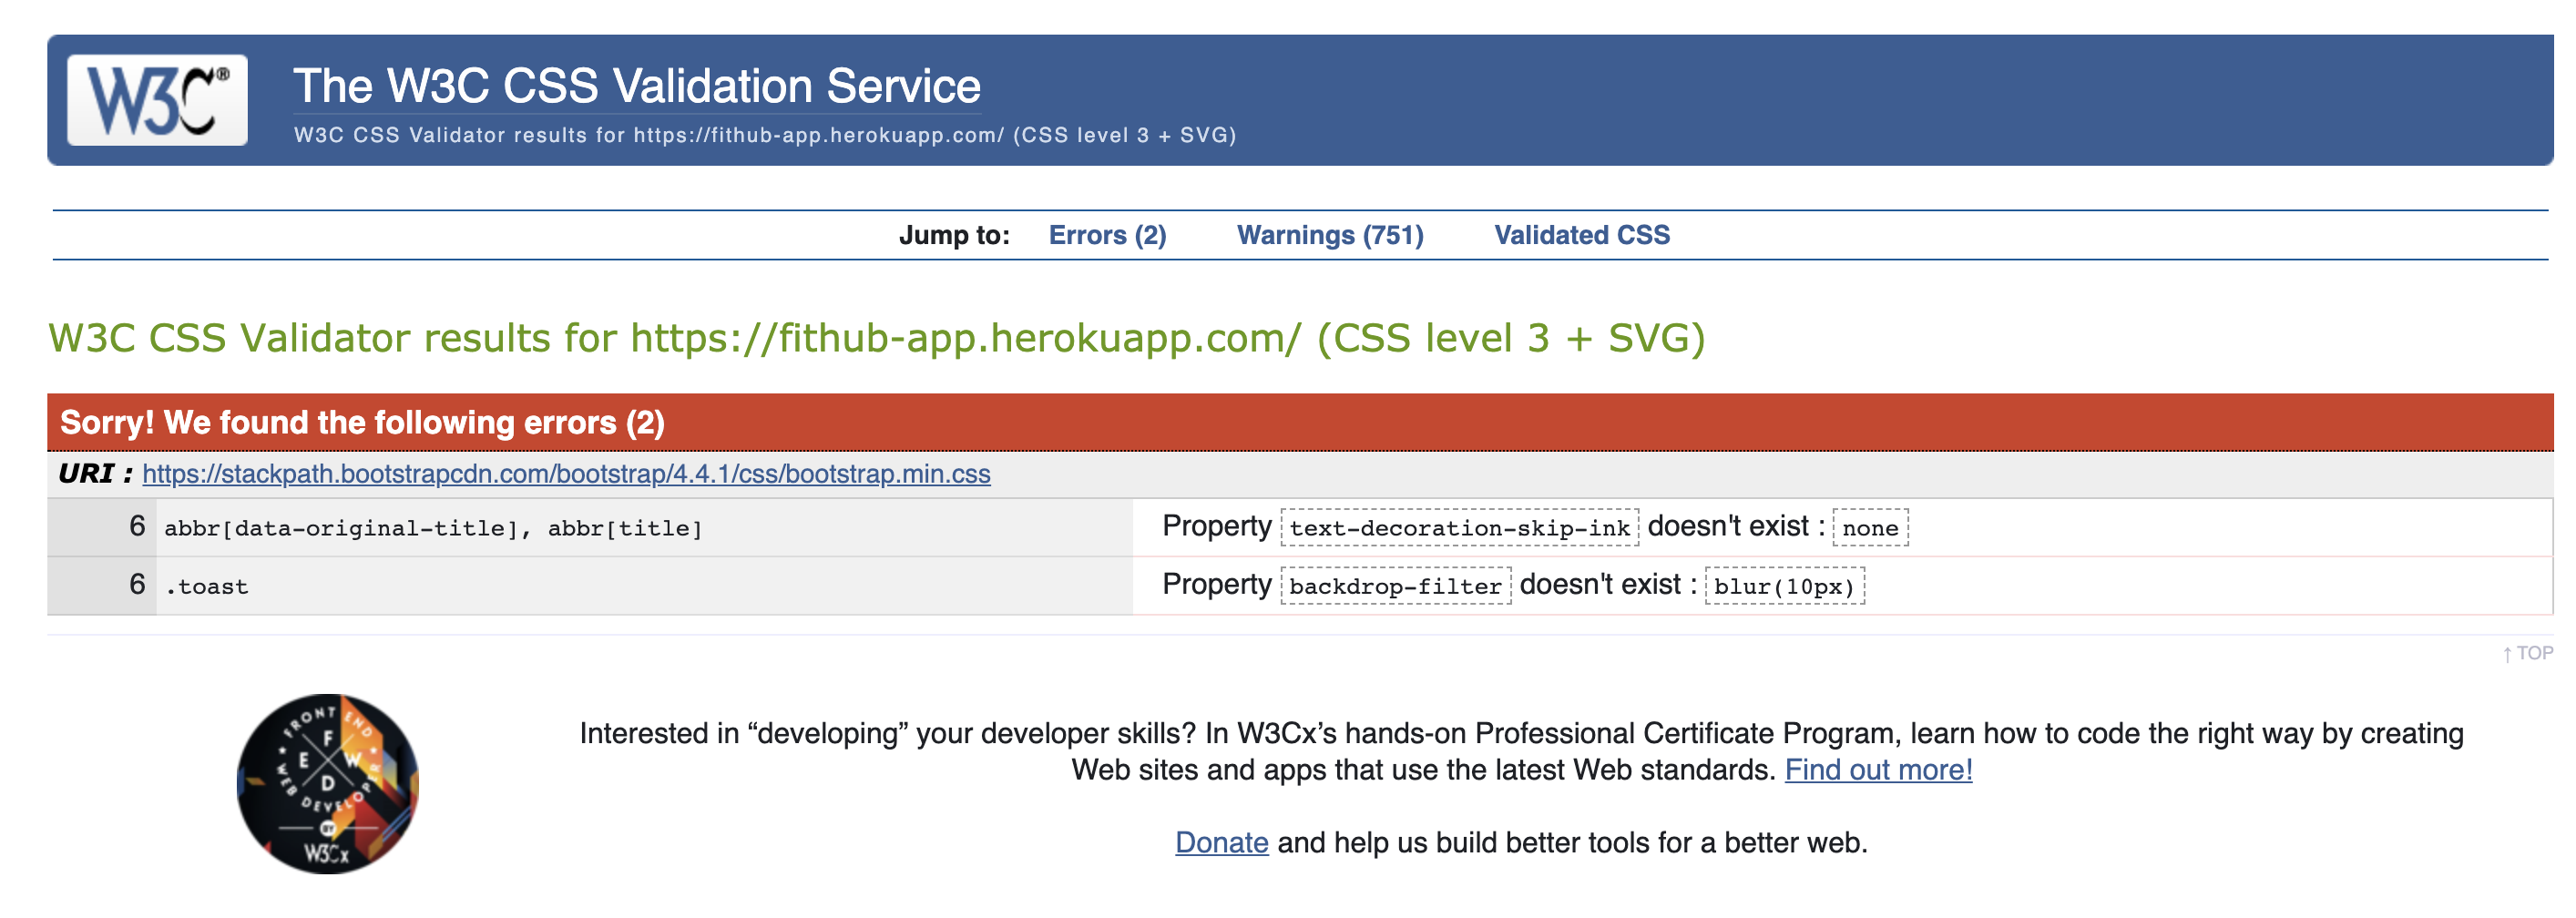 W3C®
The W3C CSS Validation Service
W3C CSS Validator results for https://fithub-app.herokuapp.com/ (CSS level 3 + SVG)
Jump to: Errors (2) Warnings (751) Validated CSS
W3C CSS Validator results for https://fithub-app.herokuapp.com/ (CSS level 3 + SVG)
Sorry! We found the following errors (2)
URI : https://stackpath.bootstrapcdn.com/bootstrap/4.4.1/css/bootstrap.min.css
6 abbr[data-original-title], abbr[title] Property text-decoration-skip-ink doesn't exist : none
6 .toast Property backdrop-filter doesn't exist : blur(10px)
↑ TOP
FRONT END
WEB DEVELOPER
F
E W
D
BY
W3Cx
Interested in “developing” your developer skills? In W3Cx’s hands-on Professional Certificate Program, learn how to code the right way by creating
Web sites and apps that use the latest Web standards. Find out more!
Donate and help us build better tools for a better web.